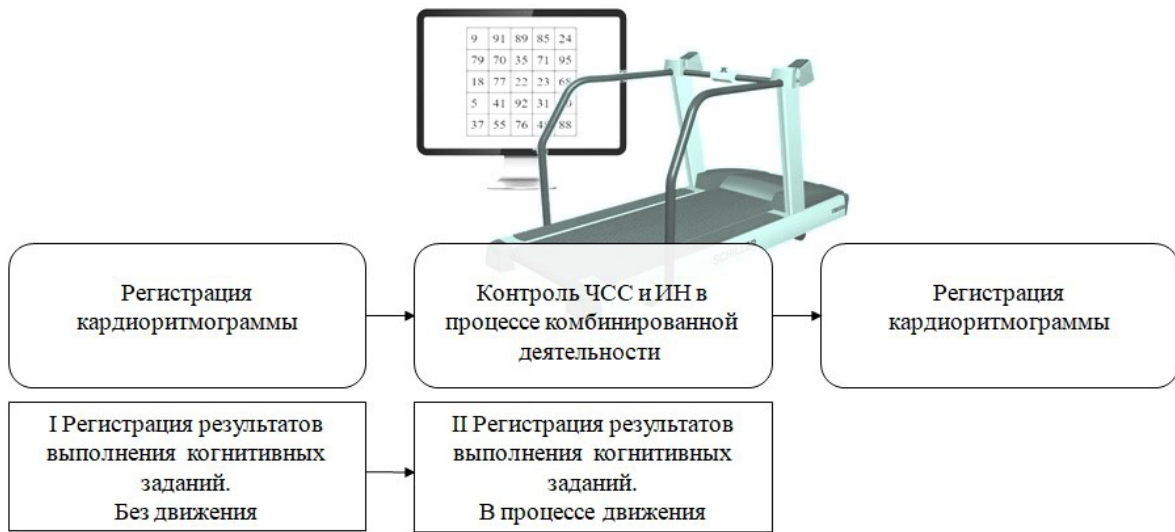 9 91 89 85 24
79 70 35 71 95
18 77 22 23 68
5 41 92 31
37 55 76 88
Регистрация
кардиоритмограммы
Контроль ЧСС и ИН в
процессе комбинированной
деятельности
Регистрация
кардиоритмограммы
I Регистрация результатов
выполнения когнитивных
заданий.
Без движения
II Регистрация результатов
выполнения когнитивных
заданий.
В процессе движения